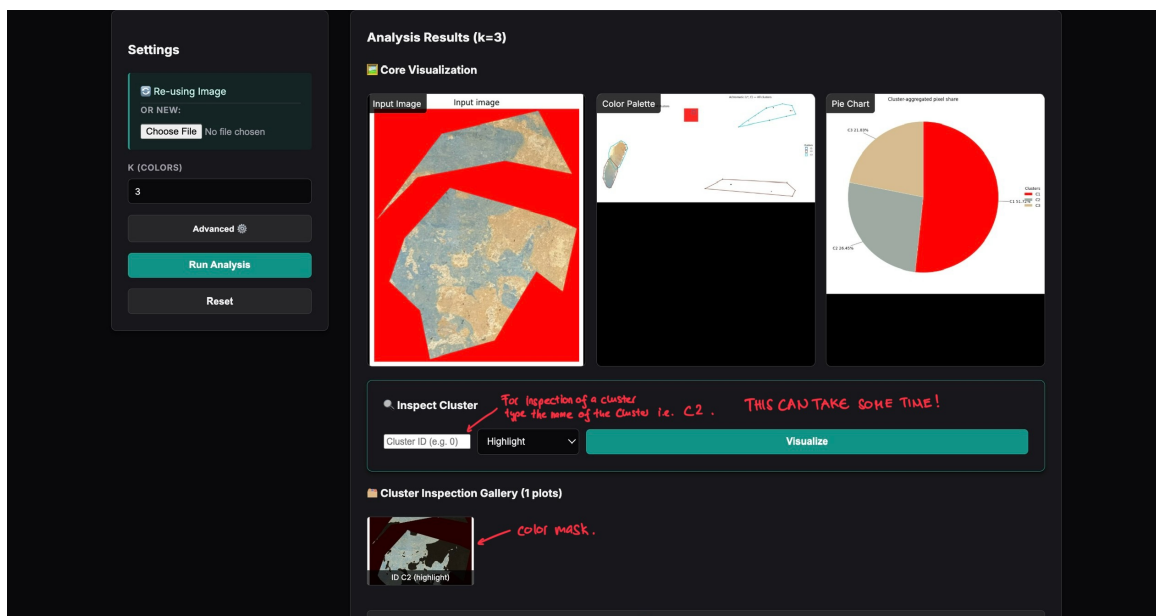 Settings
Re-using Image
OR NEW:
Choose File No file chosen
K (COLORS)
3
Advanced
Run Analysis
Reset
Analysis Results (k=3)
Core Visualization
Input Image
Input image
Color Palette
Pie Chart
Cluster-aggregated pixel share
C3 21.83%
C2 26.45%
C1 51.72%
Clusters
C1
C2
C3
Inspect Cluster
For inspection of a cluster
type the name of the cluster i.e. C2.
THIS CAN TAKE SOME TIME!
Cluster ID (e.g. 0)
Highlight
Visualize
Cluster Inspection Gallery (1 plots)
color mask.
ID C2 (highlight)